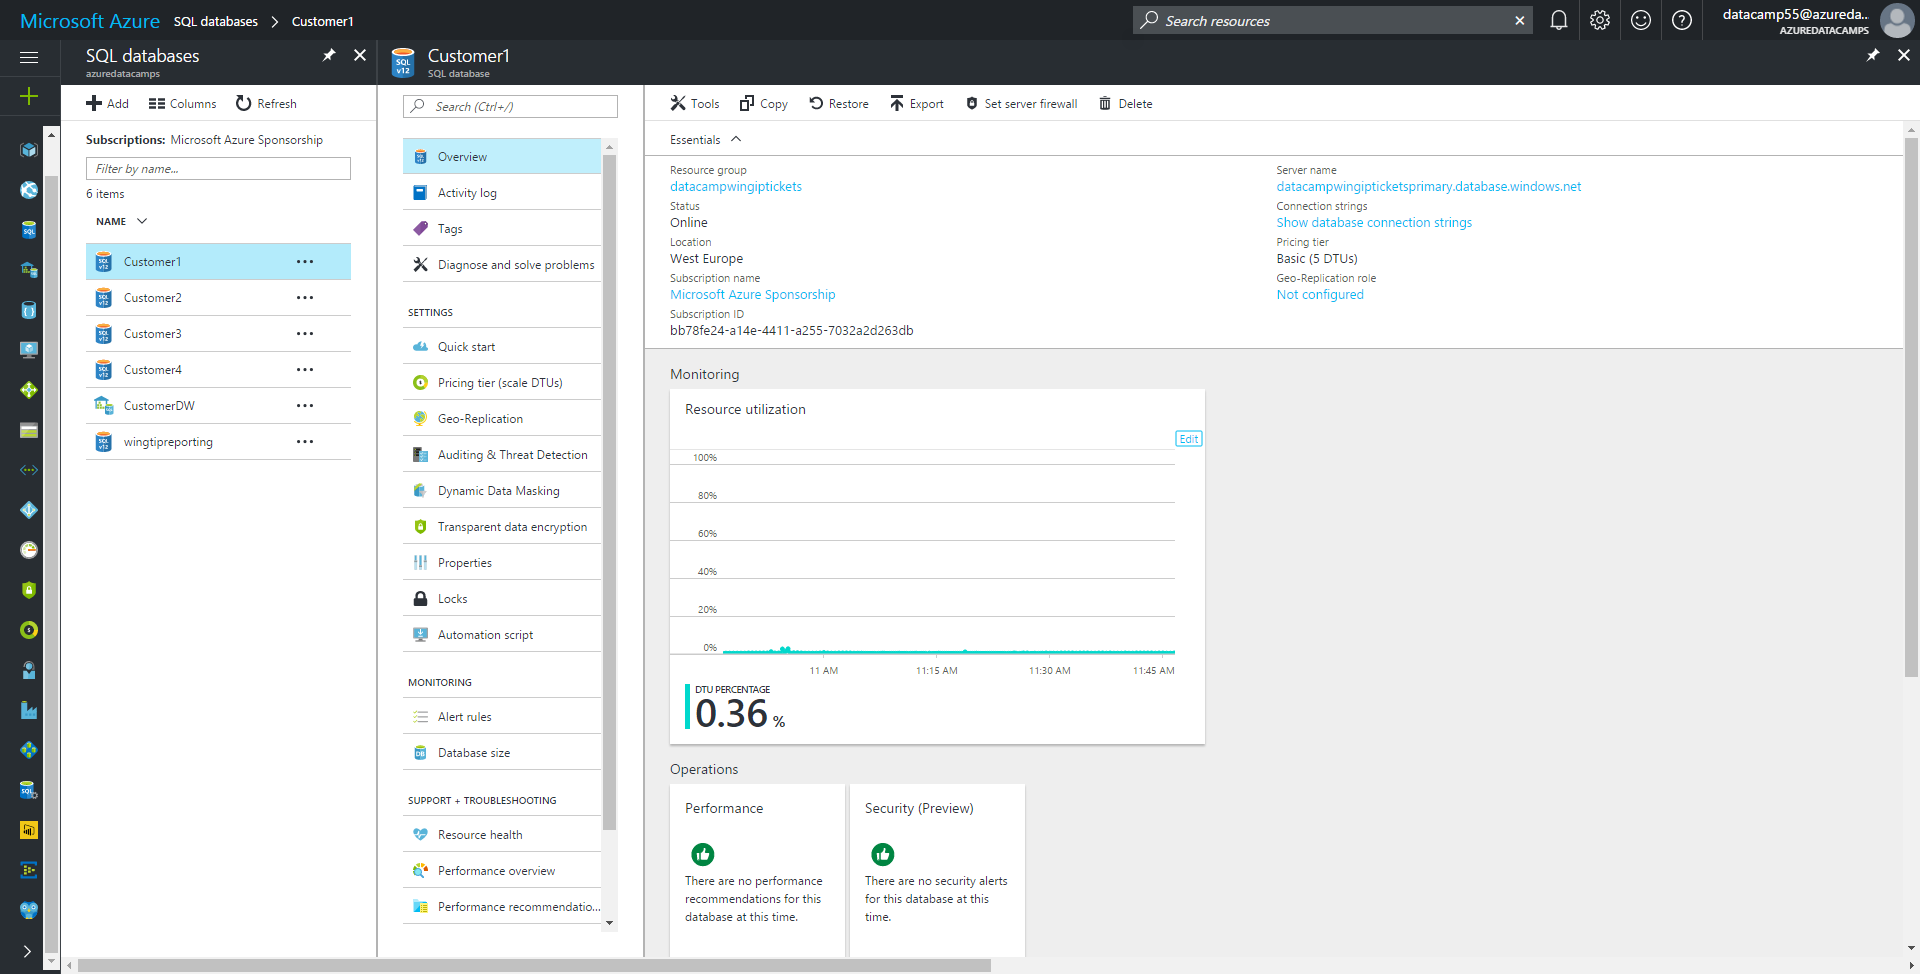 Microsoft Azure SQL databases > Customer1
Search resources
datacamp55@azureda...
AZUREDATACAMPS
SQL databases
azuredatacamps
Add Columns Refresh
Subscriptions: Microsoft Azure Sponsorship
Filter by name...
6 items
NAME
Customer1
Customer2
Customer3
Customer4
CustomerDW
wingtipreporting
Customer1
SQL database
Search (Ctrl+/)
Overview
Activity log
Tags
Diagnose and solve problems
SETTINGS
Quick start
Pricing tier (scale DTUs)
Geo-Replication
Auditing & Threat Detection
Dynamic Data Masking
Transparent data encryption
Properties
Locks
Automation script
MONITORING
Alert rules
Database size
SUPPORT + TROUBLESHOOTING
Resource health
Performance overview
Performance recommendatio...
Tools Copy Restore Export Set server firewall Delete
Essentials
Resource group
datacampwingiptickets
Status
Online
Location
West Europe
Subscription name
Microsoft Azure Sponsorship
Subscription ID
bb78fe24-a14e-4411-a255-7032a2d263db
Server name
datacampwingipticketsprimary.database.windows.net
Connection strings
Show database connection strings
Pricing tier
Basic (5 DTUs)
Geo-Replication role
Not configured
Monitoring
Resource utilization
Edit
100%
80%
60%
40%
20%
0%
11 AM 11:15 AM 11:30 AM 11:45 AM
DTU PERCENTAGE
0.36 %
Operations
Performance
There are no performance
recommendations for this
database at this time.
Security (Preview)
There are no security alerts
for this database at this
time.